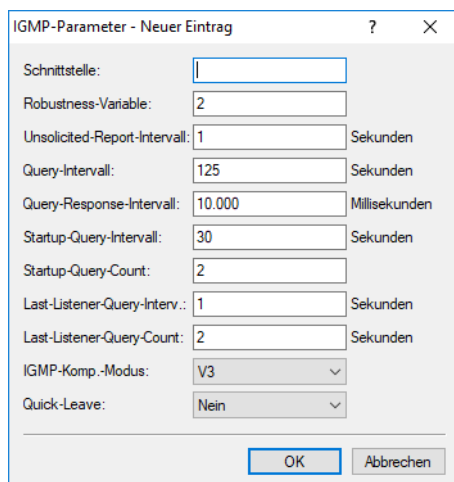 IGMP-Parameter - Neuer Eintrag ?
Schnittstelle:
Robustness-Variable: 2
Unsolicited-Report-Intervall: 1 Sekunden
Query-Intervall: 125 Sekunden
Query-Response-Intervall: 10.000 Millisekunden
Startup-Query-Intervall: 30 Sekunden
Startup-Query-Count: 2
Last-Listener-Query-Interv.: 1 Sekunden
Last-Listener-Query-Count: 2 Sekunden
IGMP-Komp.-Modus: V3
Quick-Leave: Nein
OK Abbrechen